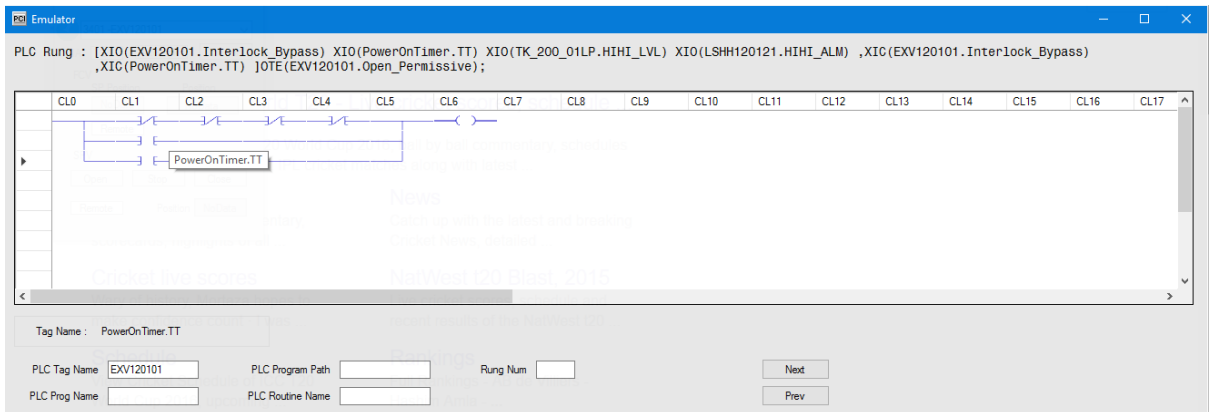 PCI Emulator
PLC Rung : [XIO(EXV120101.Interlock_Bypass) XIO(PowerOnTimer.TT) XIO(TK_200_01LP.HIHI_LVL) XIO(LSHH120121.HIHI_ALM) ,XIC(EXV120101.Interlock_Bypass)
,XIC(PowerOnTimer.TT) ]OTE(EXV120101.Open_Permissive);
CL0 CL1 CL2 CL3 CL4 CL5 CL6 CL7 CL8 CL9 CL10 CL11 CL12 CL13 CL14 CL15 CL16 CL17
PowerOnTimer.TT
News
Cricket live scores
NatWest t20 Blast, 2015
Tag Name : PowerOnTimer.TT
Schedule
Rankings
PLC Tag Name EXV120101 PLC Program Path Rung Num Next
PLC Prog Name PLC Routine Name Prev